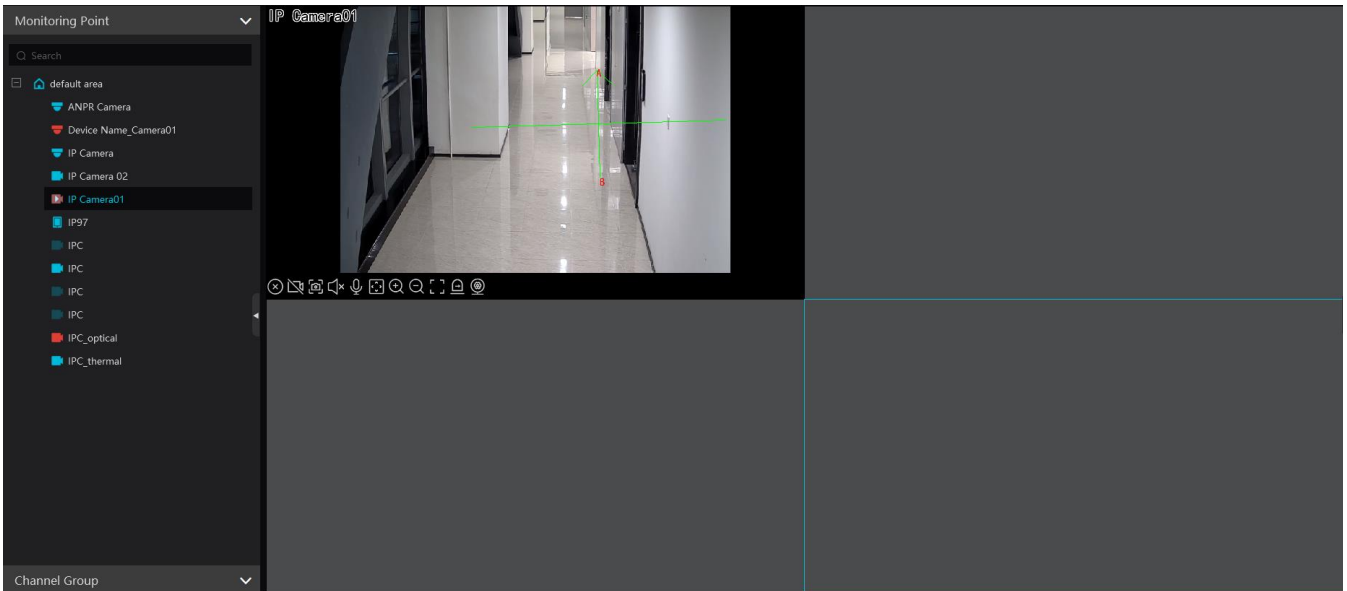 Monitoring Point
IP Camera01
Search
default area
ANPR Camera
Device Name_Camera01
IP Camera
IP Camera 02
IP Camera01
IP97
IPC
IPC
IPC
IPC
IPC_optical
IPC_thermal
A
B
Channel Group